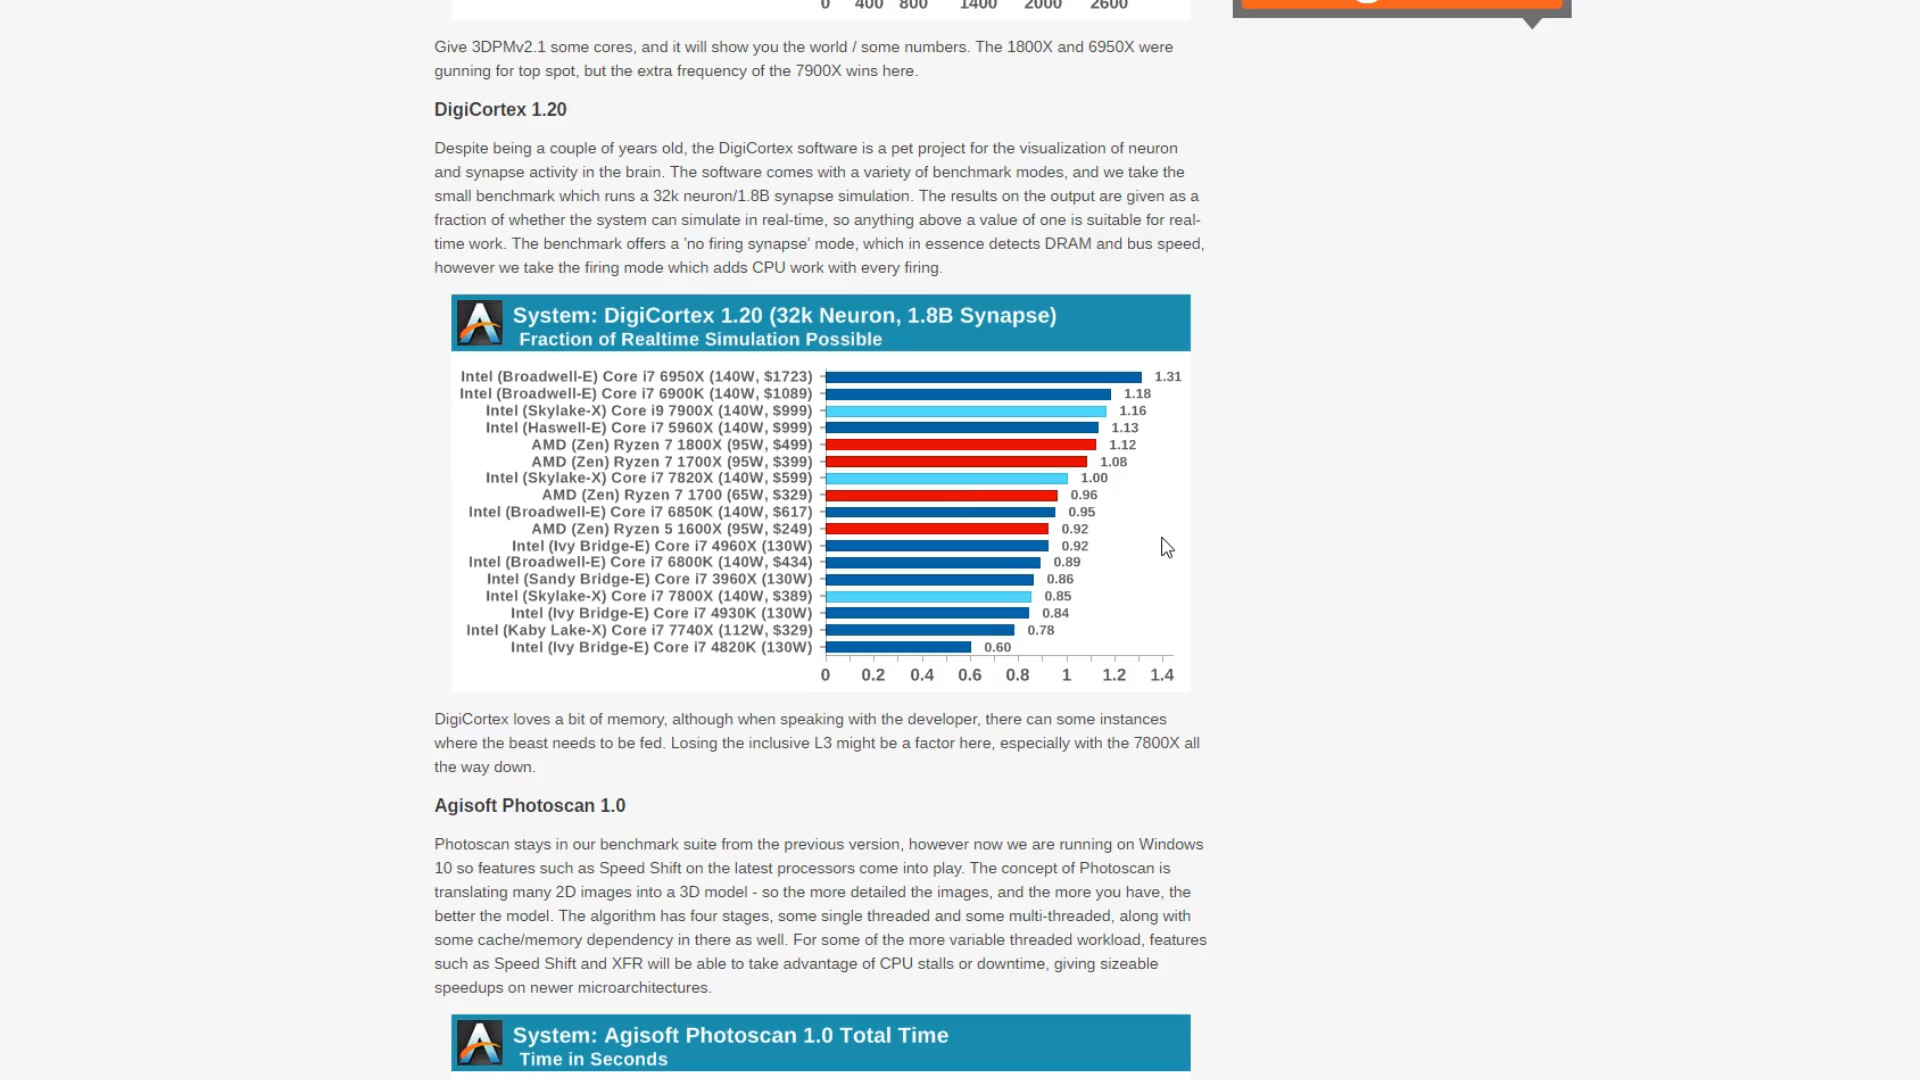 0 400 800 1400 2000 2600
Give 3DPMv2.1 some cores, and it will show you the world / some numbers. The 1800X and 6950X were
gunning for top spot, but the extra frequency of the 7900X wins here.
DigiCortex 1.20
Despite being a couple of years old, the DigiCortex software is a pet project for the visualization of neuron
and synapse activity in the brain. The software comes with a variety of benchmark modes, and we take the
small benchmark which runs a 32k neuron/1.8B synapse simulation. The results on the output are given as a
fraction of whether the system can simulate in real-time, so anything above a value of one is suitable for real-
time work. The benchmark offers a 'no firing synapse' mode, which in essence detects DRAM and bus speed,
however we take the firing mode which adds CPU work with every firing.
System: DigiCortex 1.20 (32k Neuron, 1.8B Synapse)
Fraction of Realtime Simulation Possible
Intel (Broadwell-E) Core i7 6950X (140W, $1723) 1.31
Intel (Broadwell-E) Core i7 6900K (140W, $1089) 1.18
Intel (Skylake-X) Core i9 7900X (140W, $999) 1.16
Intel (Haswell-E) Core i7 5960X (140W, $999) 1.13
AMD (Zen) Ryzen 7 1800X (95W, $499) 1.12
AMD (Zen) Ryzen 7 1700X (95W, $399) 1.08
Intel (Skylake-X) Core i7 7820X (140W, $599) 1.00
AMD (Zen) Ryzen 7 1700 (65W, $329) 0.96
Intel (Broadwell-E) Core i7 6850K (140W, $617) 0.95
AMD (Zen) Ryzen 5 1600X (95W, $249) 0.92
Intel (Ivy Bridge-E) Core i7 4960X (130W) 0.92
Intel (Broadwell-E) Core i7 6800K (140W, $434) 0.89
Intel (Sandy Bridge-E) Core i7 3960X (130W) 0.86
Intel (Skylake-X) Core i7 7800X (140W, $389) 0.85
Intel (Ivy Bridge-E) Core i7 4930K (130W) 0.84
Intel (Kaby Lake-X) Core i7 7740X (112W, $329) 0.78
Intel (Ivy Bridge-E) Core i7 4820K (130W) 0.60
0 0.2 0.4 0.6 0.8 1 1.2 1.4
DigiCortex loves a bit of memory, although when speaking with the developer, there can some instances
where the beast needs to be fed. Losing the inclusive L3 might be a factor here, especially with the 7800X all
the way down.
Agisoft Photoscan 1.0
Photoscan stays in our benchmark suite from the previous version, however now we are running on Windows
10 so features such as Speed Shift on the latest processors come into play. The concept of Photoscan is
translating many 2D images into a 3D model - so the more detailed the images, and the more you have, the
better the model. The algorithm has four stages, some single threaded and some multi-threaded, along with
some cache/memory dependency in there as well. For some of the more variable threaded workload, features
such as Speed Shift and XFR will be able to take advantage of CPU stalls or downtime, giving sizeable
speedups on newer microarchitectures.
System: Agisoft Photoscan 1.0 Total Time
Time in Seconds